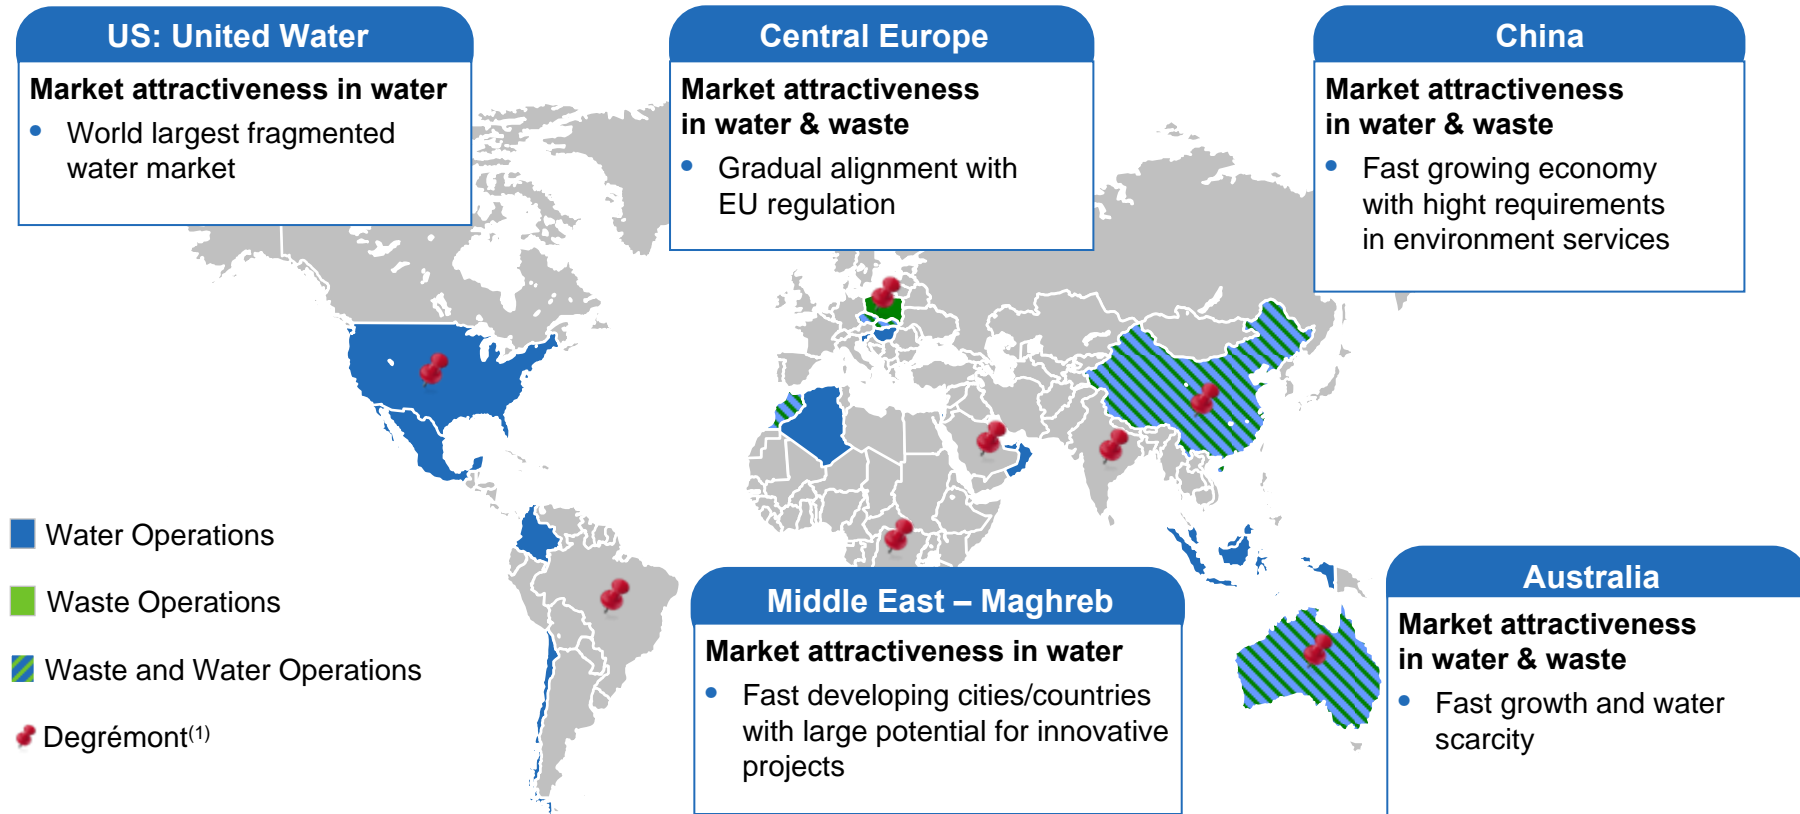 US: United Water
Market attractiveness in water
• World largest fragmented
water market
Central Europe
Market attractiveness
in water & waste
• Gradual alignment with
EU regulation
China
Market attractiveness
in water & waste
• Fast growing economy
with hight requirements
in environment services
Water Operations
Waste Operations
Waste and Water Operations
Degrémont(1)
Middle East – Maghreb
Market attractiveness in water
• Fast developing cities/countries
with large potential for innovative
projects
Australia
Market attractiveness
in water & waste
• Fast growth and water
scarcity